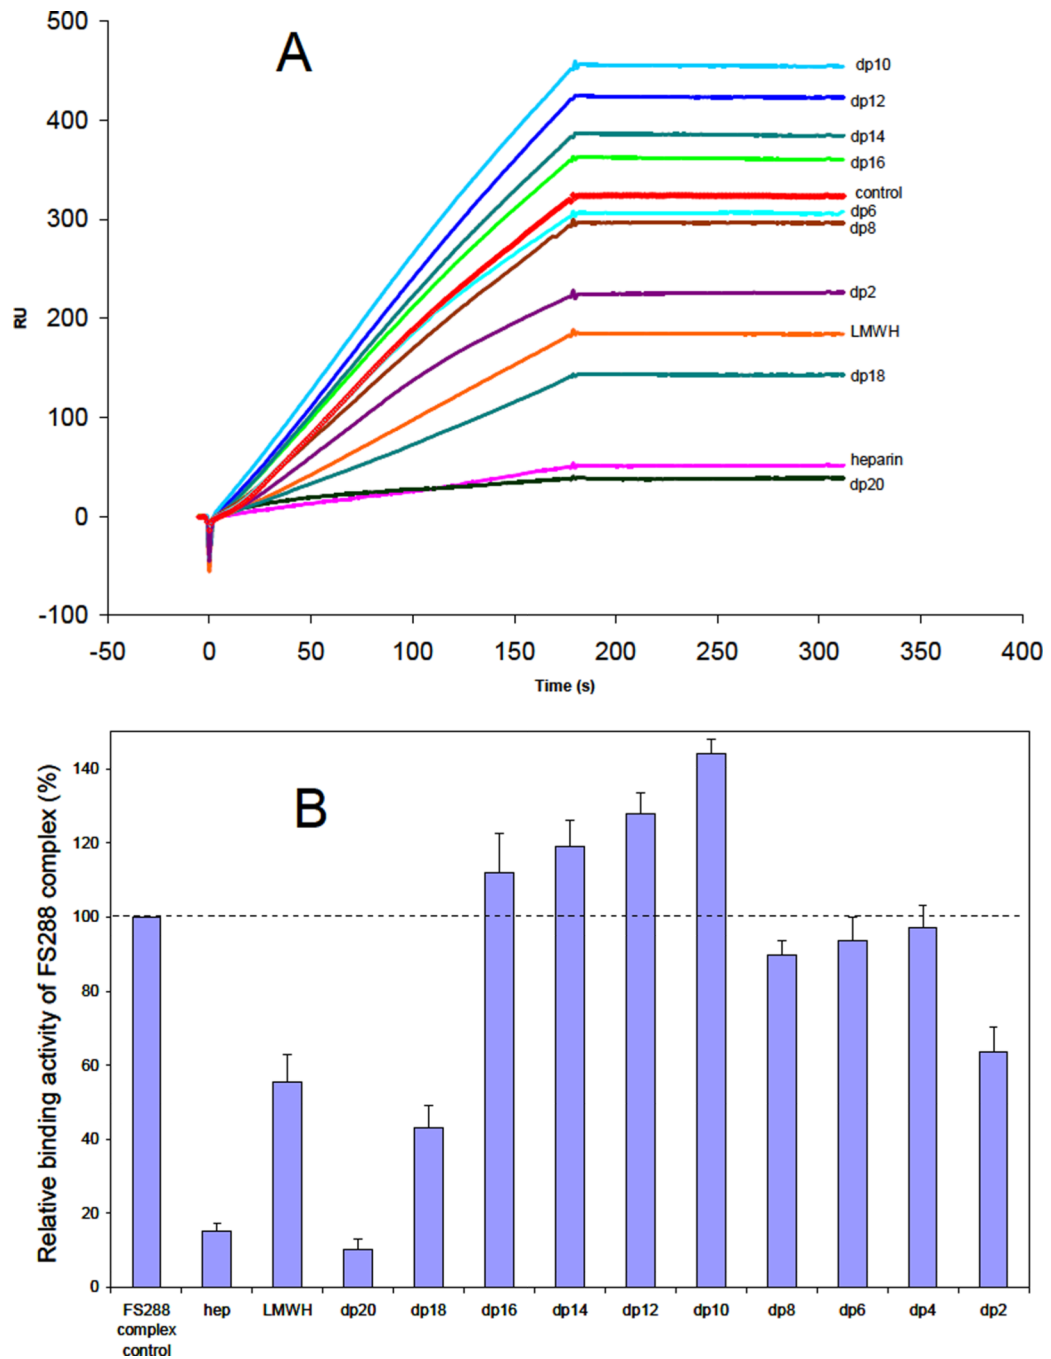 A
500
400
300
200
100
0
-100
RU
dp10
dp12
dp14
dp16
control
dp6
dp8
dp2
LMWH
dp18
heparin
dp20
-50 0 50 100 150 200 250 300 350 400
Time (s)
B
Relative binding activity of FS288 complex (%)
140
120
100
80
60
40
20
0
FS288 complex control hep LMWH dp20 dp18 dp16 dp14 dp12 dp10 dp8 dp6 dp4 dp2